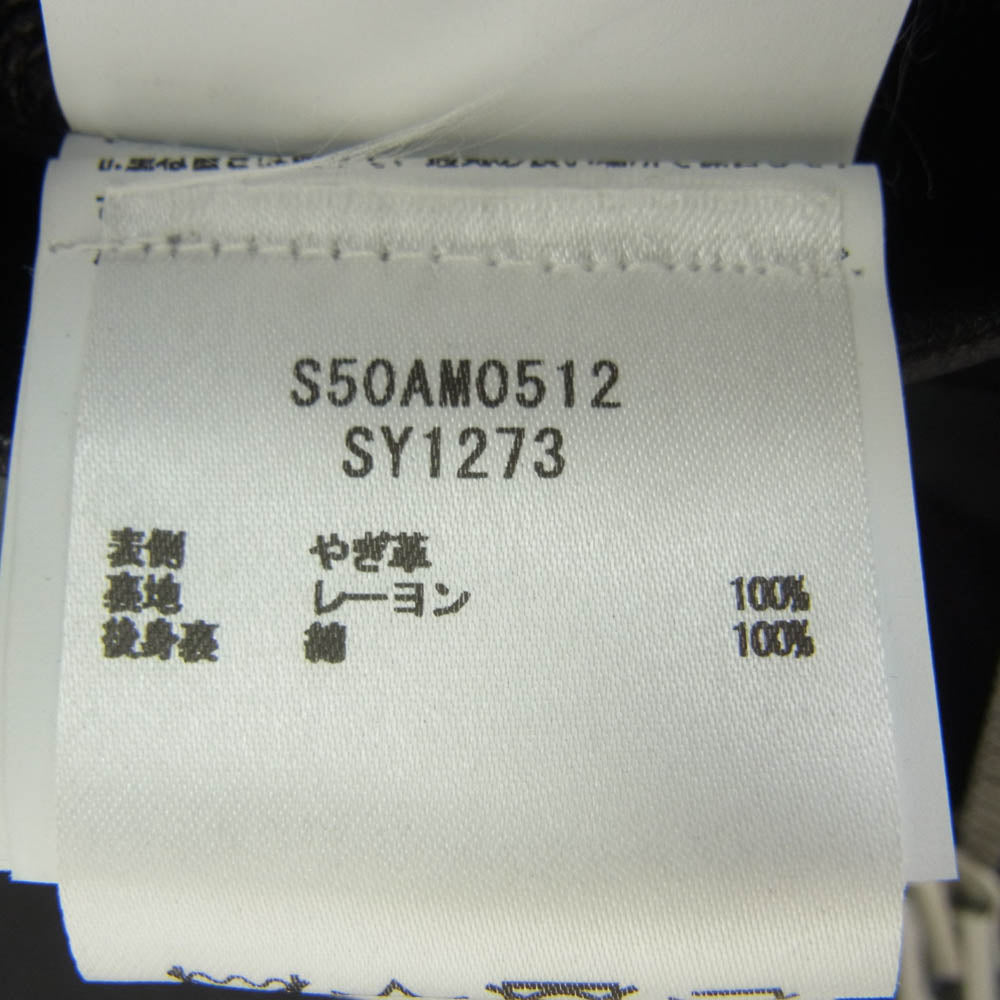 S50AM0512
SY1273
表側 やぎ革
裏地 レーヨン 100%
後身裏 綿 100%